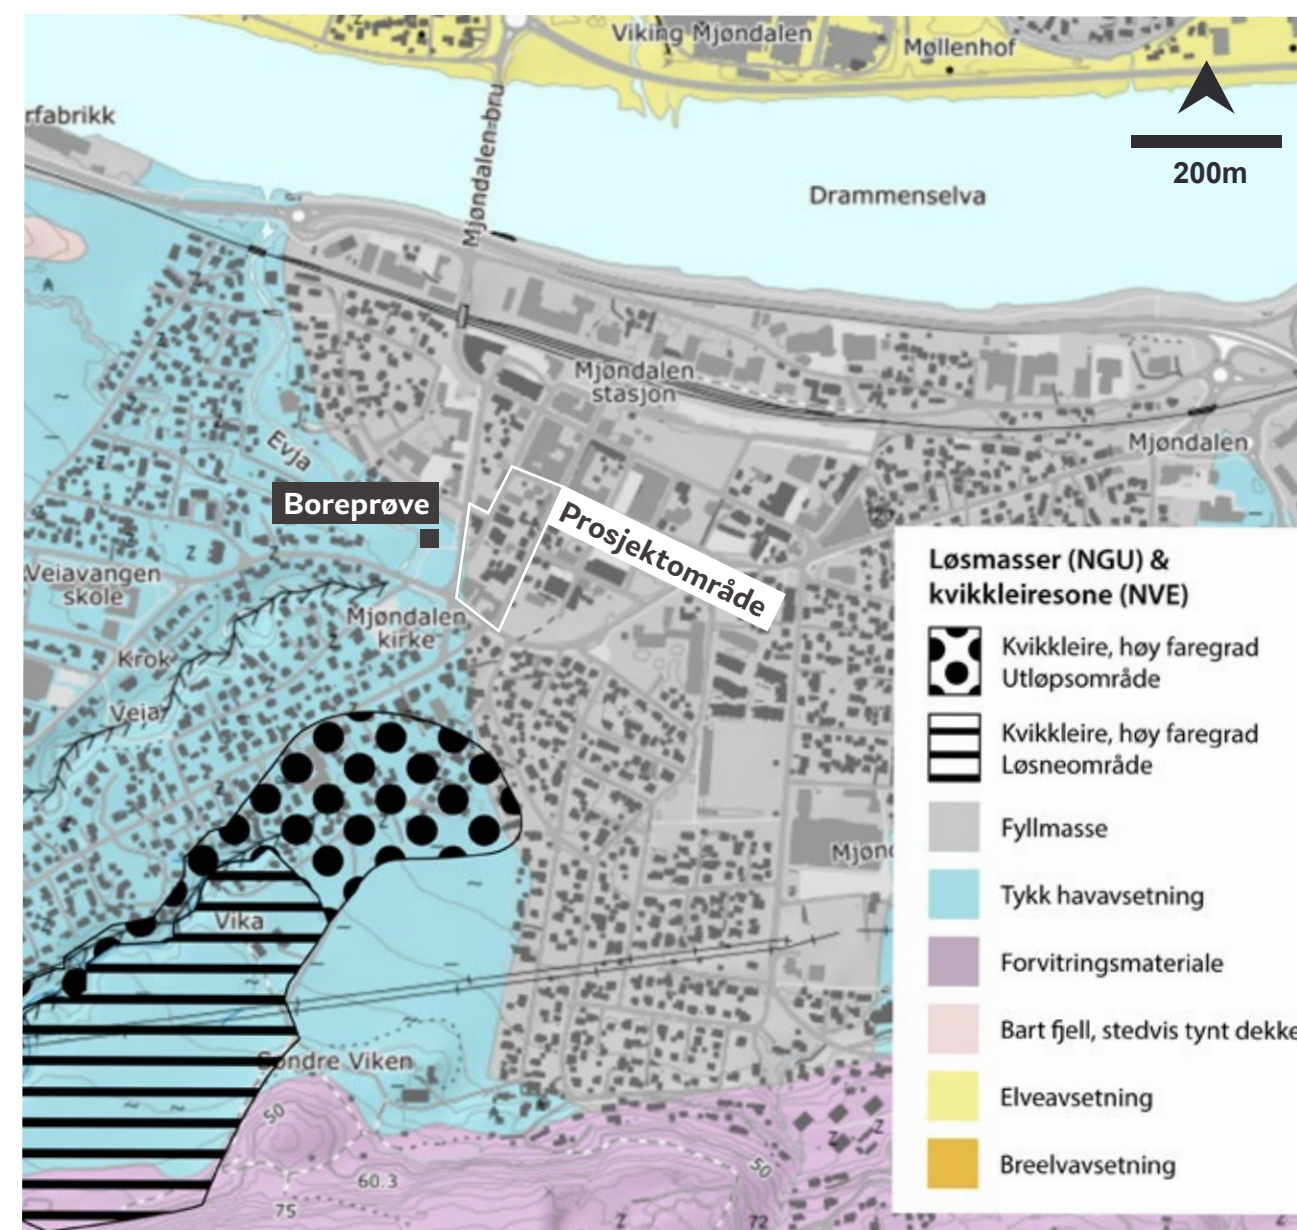 Viking Mjøndalen
Møllenhof
rfabrikk
Mjøndalen bru
200m
Drammenselva
Mjøndalen
stasjon
Mjøndalen
Evja
Boreprøve
Prosjektområde
Veiavangen
skole
Mjøndalen
kirke
Krok
Veia
Mjønd
Vika
Søndre Viken
50
60.3
75
50
72
Z
Løsmasser (NGU) &
kvikkleiresone (NVE)
Kvikkleire, høy faregrad
Utløpsområde
Kvikkleire, høy faregrad
Løsneområde
Fyllmasse
Tykk havavsetning
Forvitringsmateriale
Bart fjell, stedvis tynt dekke
Elveavsetning
Breelvavsetning